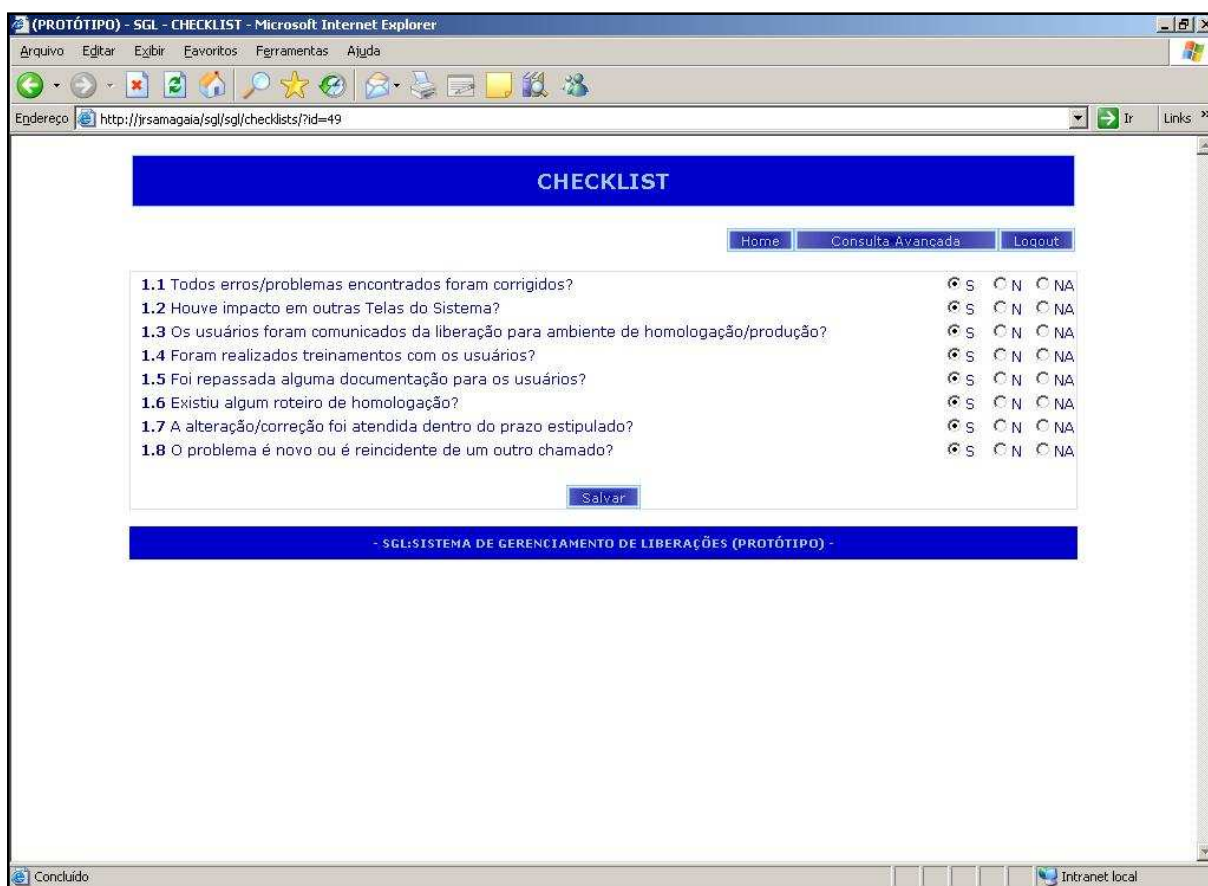 (PROTÓTIPO) - SGL - CHECKLIST - Microsoft Internet Explorer
Arquivo Editar Exibir Favoritos Ferramentas Ajuda
Endereço http://jrsamagaia/sgl/sgl/checklists/?id=49 Ir Links »
CHECKLIST
Home Consulta Avançada Logout
1.1 Todos erros/problemas encontrados foram corrigidos? S N NA
1.2 Houve impacto em outras Telas do Sistema? S N NA
1.3 Os usuários foram comunicados da liberação para ambiente de homologação/produção? S N NA
1.4 Foram realizados treinamentos com os usuários? S N NA
1.5 Foi repassada alguma documentação para os usuários? S N NA
1.6 Existiu algum roteiro de homologação? S N NA
1.7 A alteração/correção foi atendida dentro do prazo estipulado? S N NA
1.8 O problema é novo ou é reincidente de um outro chamado? S N NA
Salvar
- SGL:SISTEMA DE GERENCIAMENTO DE LIBERAÇÕES (PROTÓTIPO) -
Concluído Intranet local